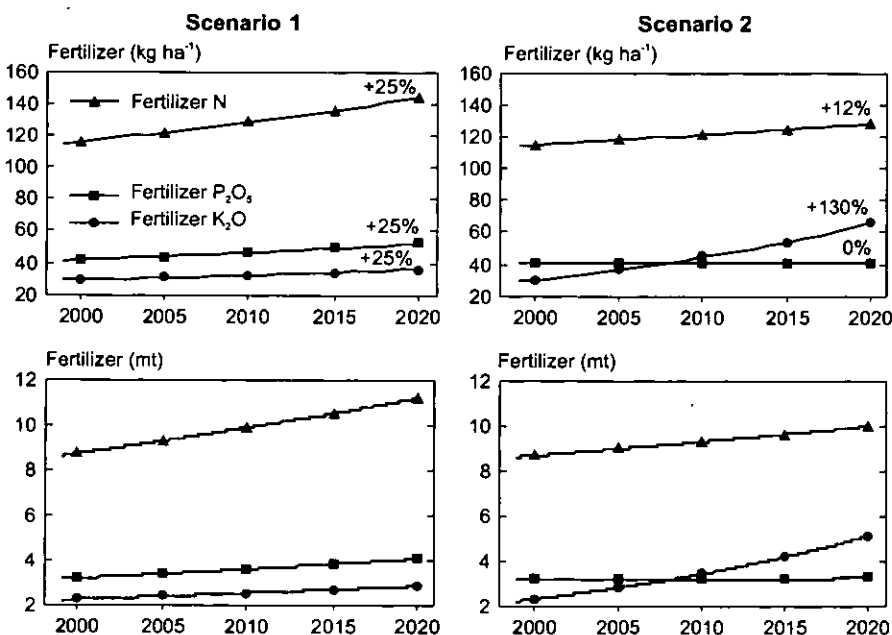 Scenario 1
Scenario 2
Fertilizer (kg ha⁻¹)
160
140
120
100
80
60
40
20
Fertilizer N
Fertilizer P₂O₅
Fertilizer K₂O
+25%
+25%
+25%
2000 2005 2010 2015 2020
Fertilizer (kg ha⁻¹)
160
140
120
100
80
60
40
20
+12%
+130%
0%
2000 2005 2010 2015 2020
Fertilizer (mt)
12
10
8
6
4
2
2000 2005 2010 2015 2020
Fertilizer (mt)
12
10
8
6
4
2
2000 2005 2010 2015 2020